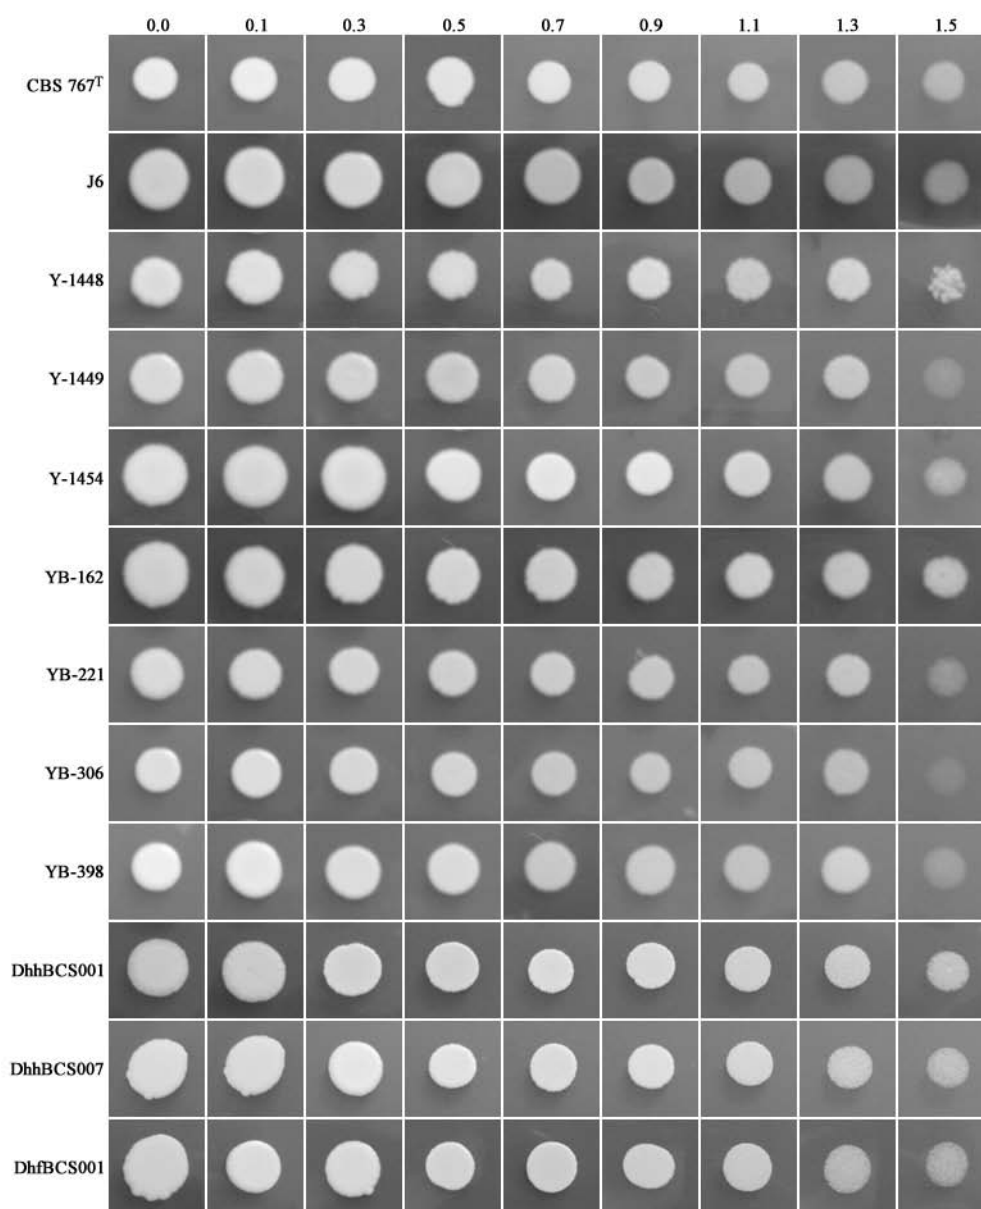 0.0 0.1 0.3 0.5 0.7 0.9 1.1 1.3 1.5
CBS 767ᵀ
J6
Y-1448
Y-1449
Y-1454
YB-162
YB-221
YB-306
YB-398
DhhBCS001
DhhBCS007
DhfBCS001